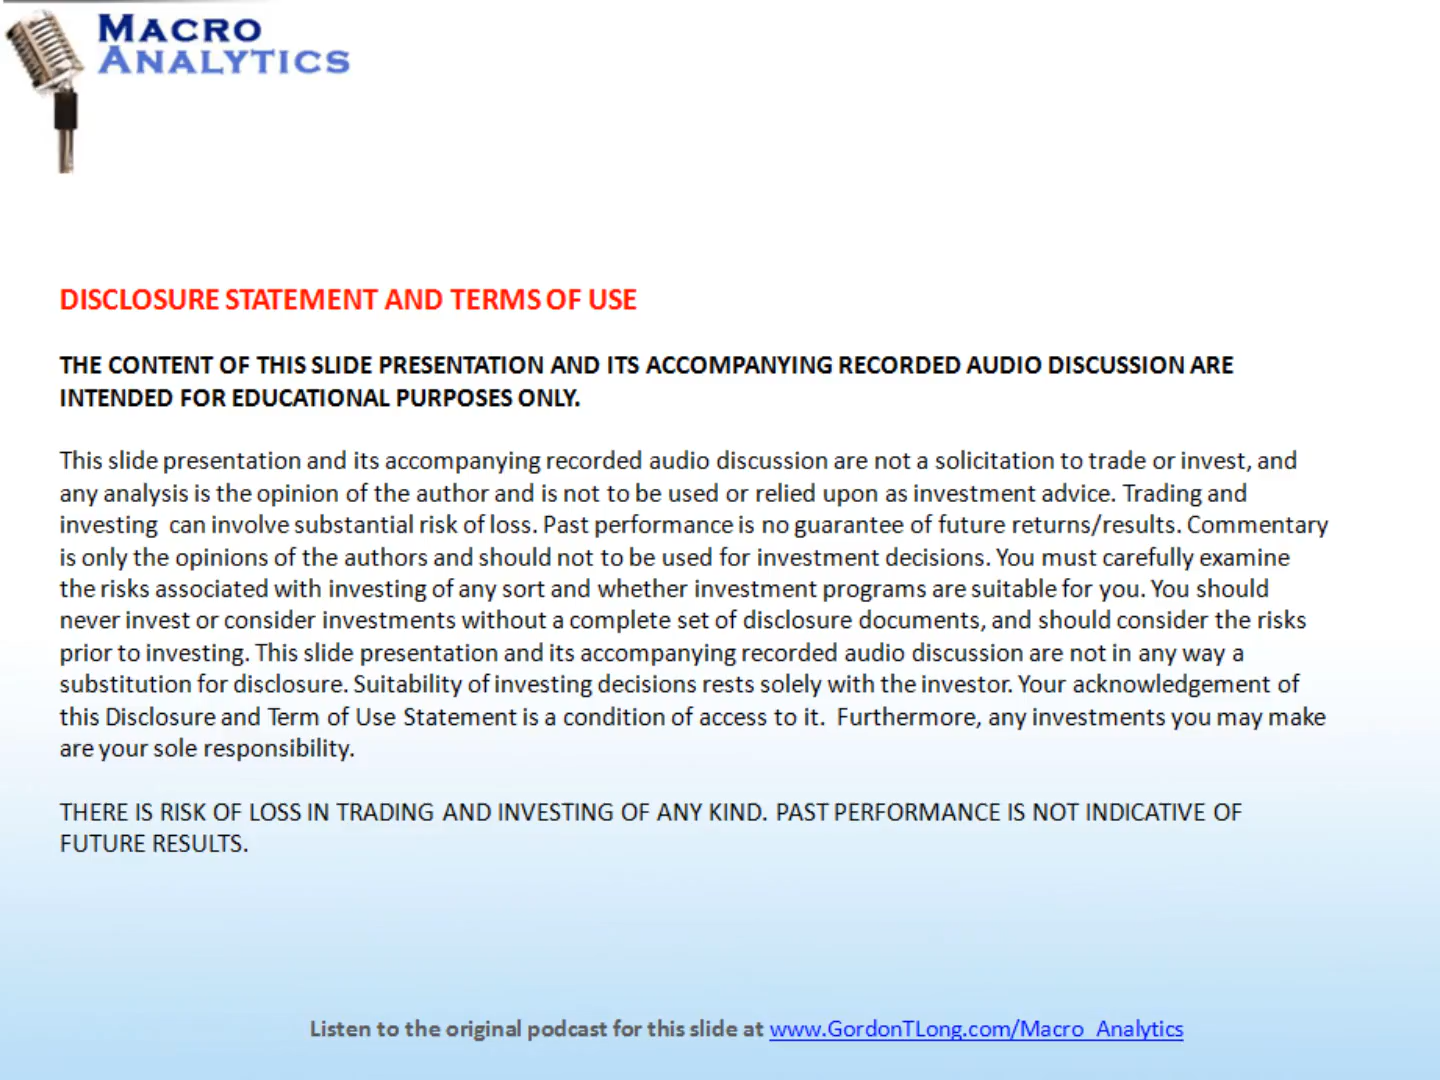 MACRO
ANALYTICS
DISCLOSURE STATEMENT AND TERMS OF USE
THE CONTENT OF THIS SLIDE PRESENTATION AND ITS ACCOMPANYING RECORDED AUDIO DISCUSSION ARE
INTENDED FOR EDUCATIONAL PURPOSES ONLY.
This slide presentation and its accompanying recorded audio discussion are not a solicitation to trade or invest, and
any analysis is the opinion of the author and is not to be used or relied upon as investment advice. Trading and
investing can involve substantial risk of loss. Past performance is no guarantee of future returns/results. Commentary
is only the opinions of the authors and should not to be used for investment decisions. You must carefully examine
the risks associated with investing of any sort and whether investment programs are suitable for you. You should
never invest or consider investments without a complete set of disclosure documents, and should consider the risks
prior to investing. This slide presentation and its accompanying recorded audio discussion are not in any way a
substitution for disclosure. Suitability of investing decisions rests solely with the investor. Your acknowledgement of
this Disclosure and Term of Use Statement is a condition of access to it. Furthermore, any investments you may make
are your sole responsibility.
THERE IS RISK OF LOSS IN TRADING AND INVESTING OF ANY KIND. PAST PERFORMANCE IS NOT INDICATIVE OF
FUTURE RESULTS.
Listen to the original podcast for this slide at www.GordonTLong.com/Macro_Analytics